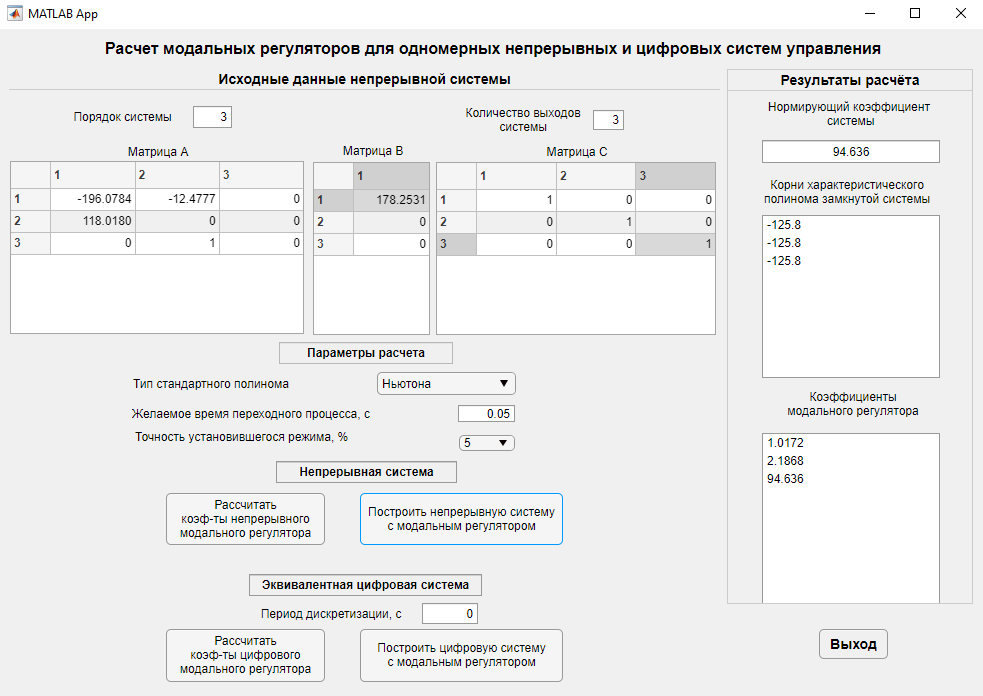 MATLAB App
Расчет модальных регуляторов для одномерных непрерывных и цифровых систем управления
Исходные данные непрерывной системы
Порядок системы 3
Количество выходов
системы 3
Матрица A
1 2 3
1 -196.0784 -12.4777 0
2 118.0180 0 0
3 0 1 0
Матрица B
1
1 178.2531
2 0
3 0
Матрица C
1 2 3
1 1 0 0
2 0 1 0
3 0 0 1
Параметры расчета
Тип стандартного полинома Ньютона
Желаемое время переходного процесса, с 0.05
Точность установившегося режима, % 5
Непрерывная система
Рассчитать
коэф-ты непрерывного
модального регулятора
Построить непрерывную систему
с модальным регулятором
Эквивалентная цифровая система
Период дискретизации, с 0
Рассчитать
коэф-ты цифрового
модального регулятора
Построить цифровую систему
с модальным регулятором
Результаты расчёта
Нормирующий коэффициент
системы
94.636
Корни характеристического
полинома замкнутой системы
-125.8
-125.8
-125.8
Коэффициенты
модального регулятора
1.0172
2.1868
94.636
Выход